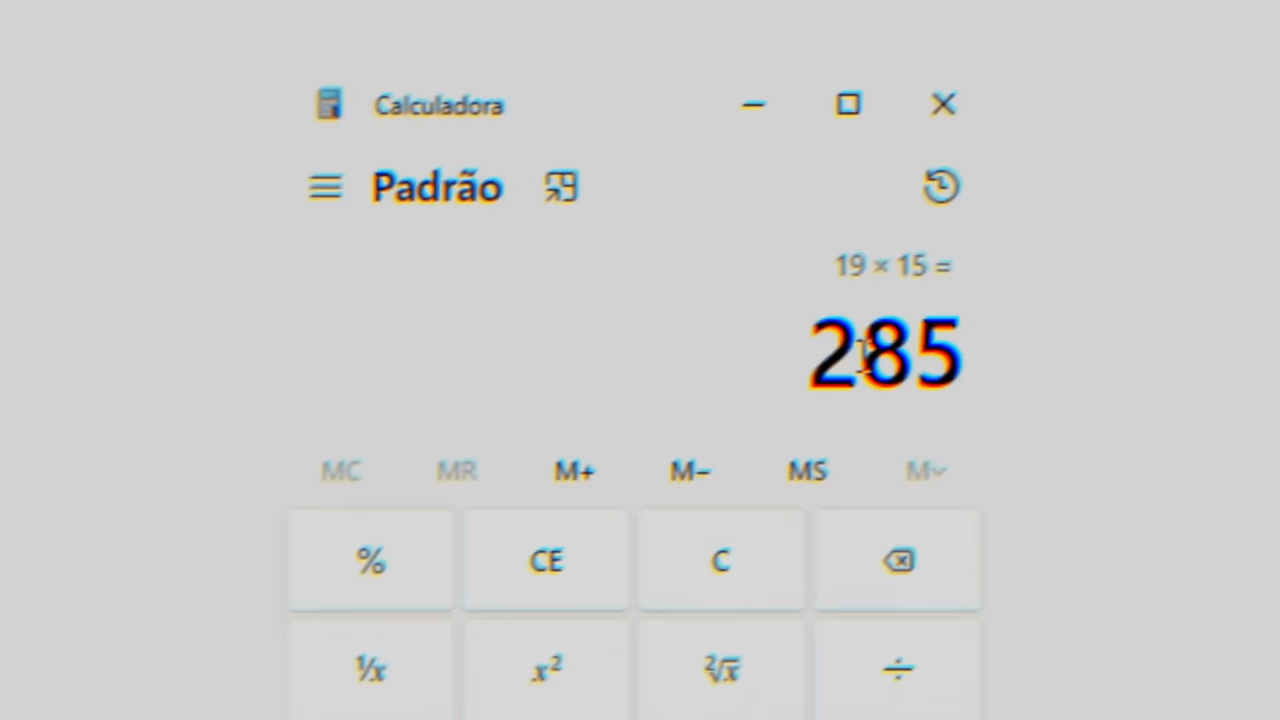 Calculadora
Padrão
19 × 15 =
285
MC MR M+ M− MS M
% CE C
¹/x x² ²√x ÷